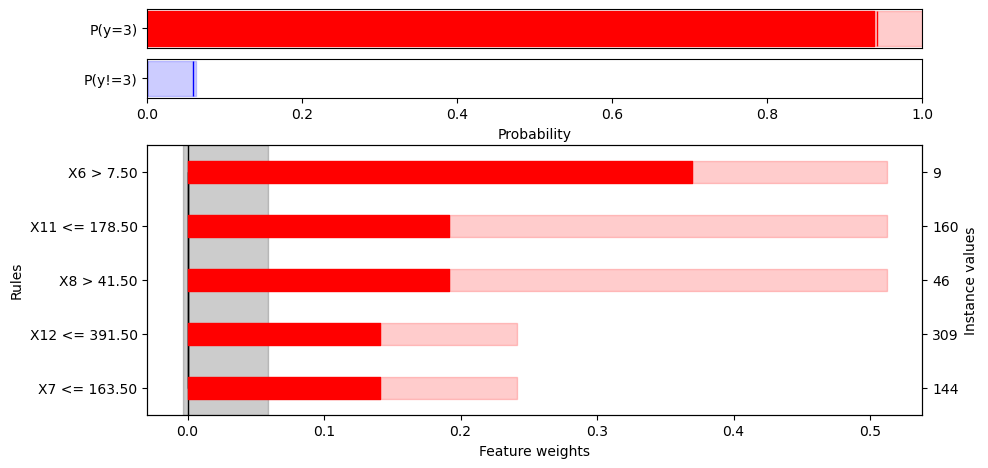 P(y=3)
P(y!=3)
0.0 0.2 0.4 0.6 0.8 1.0
Probability
X6 > 7.50 9
X11 <= 178.50 160
X8 > 41.50 46
X12 <= 391.50 309
X7 <= 163.50 144
Rules
Instance values
0.0 0.1 0.2 0.3 0.4 0.5
Feature weights